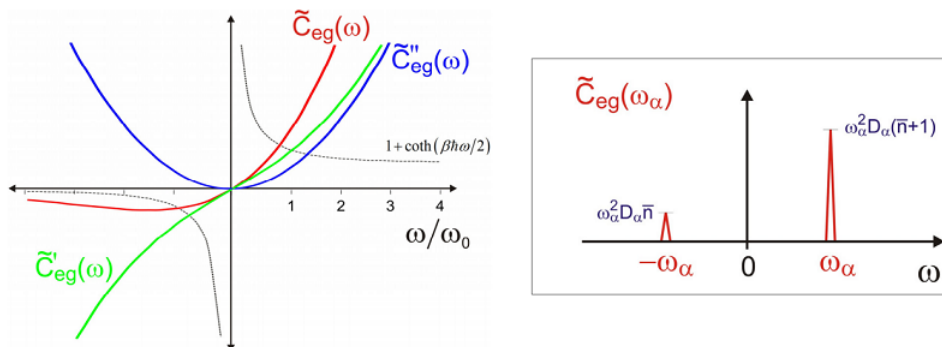 C̃eg(ω)
C̃″eg(ω)
1+coth(βħω/2)
1 2 3 4
ω/ω₀
C̃′eg(ω)
C̃eg(ωα)
ωα²Dα(n̄+1)
ωα²Dαn̄
−ωα 0 ωα ω